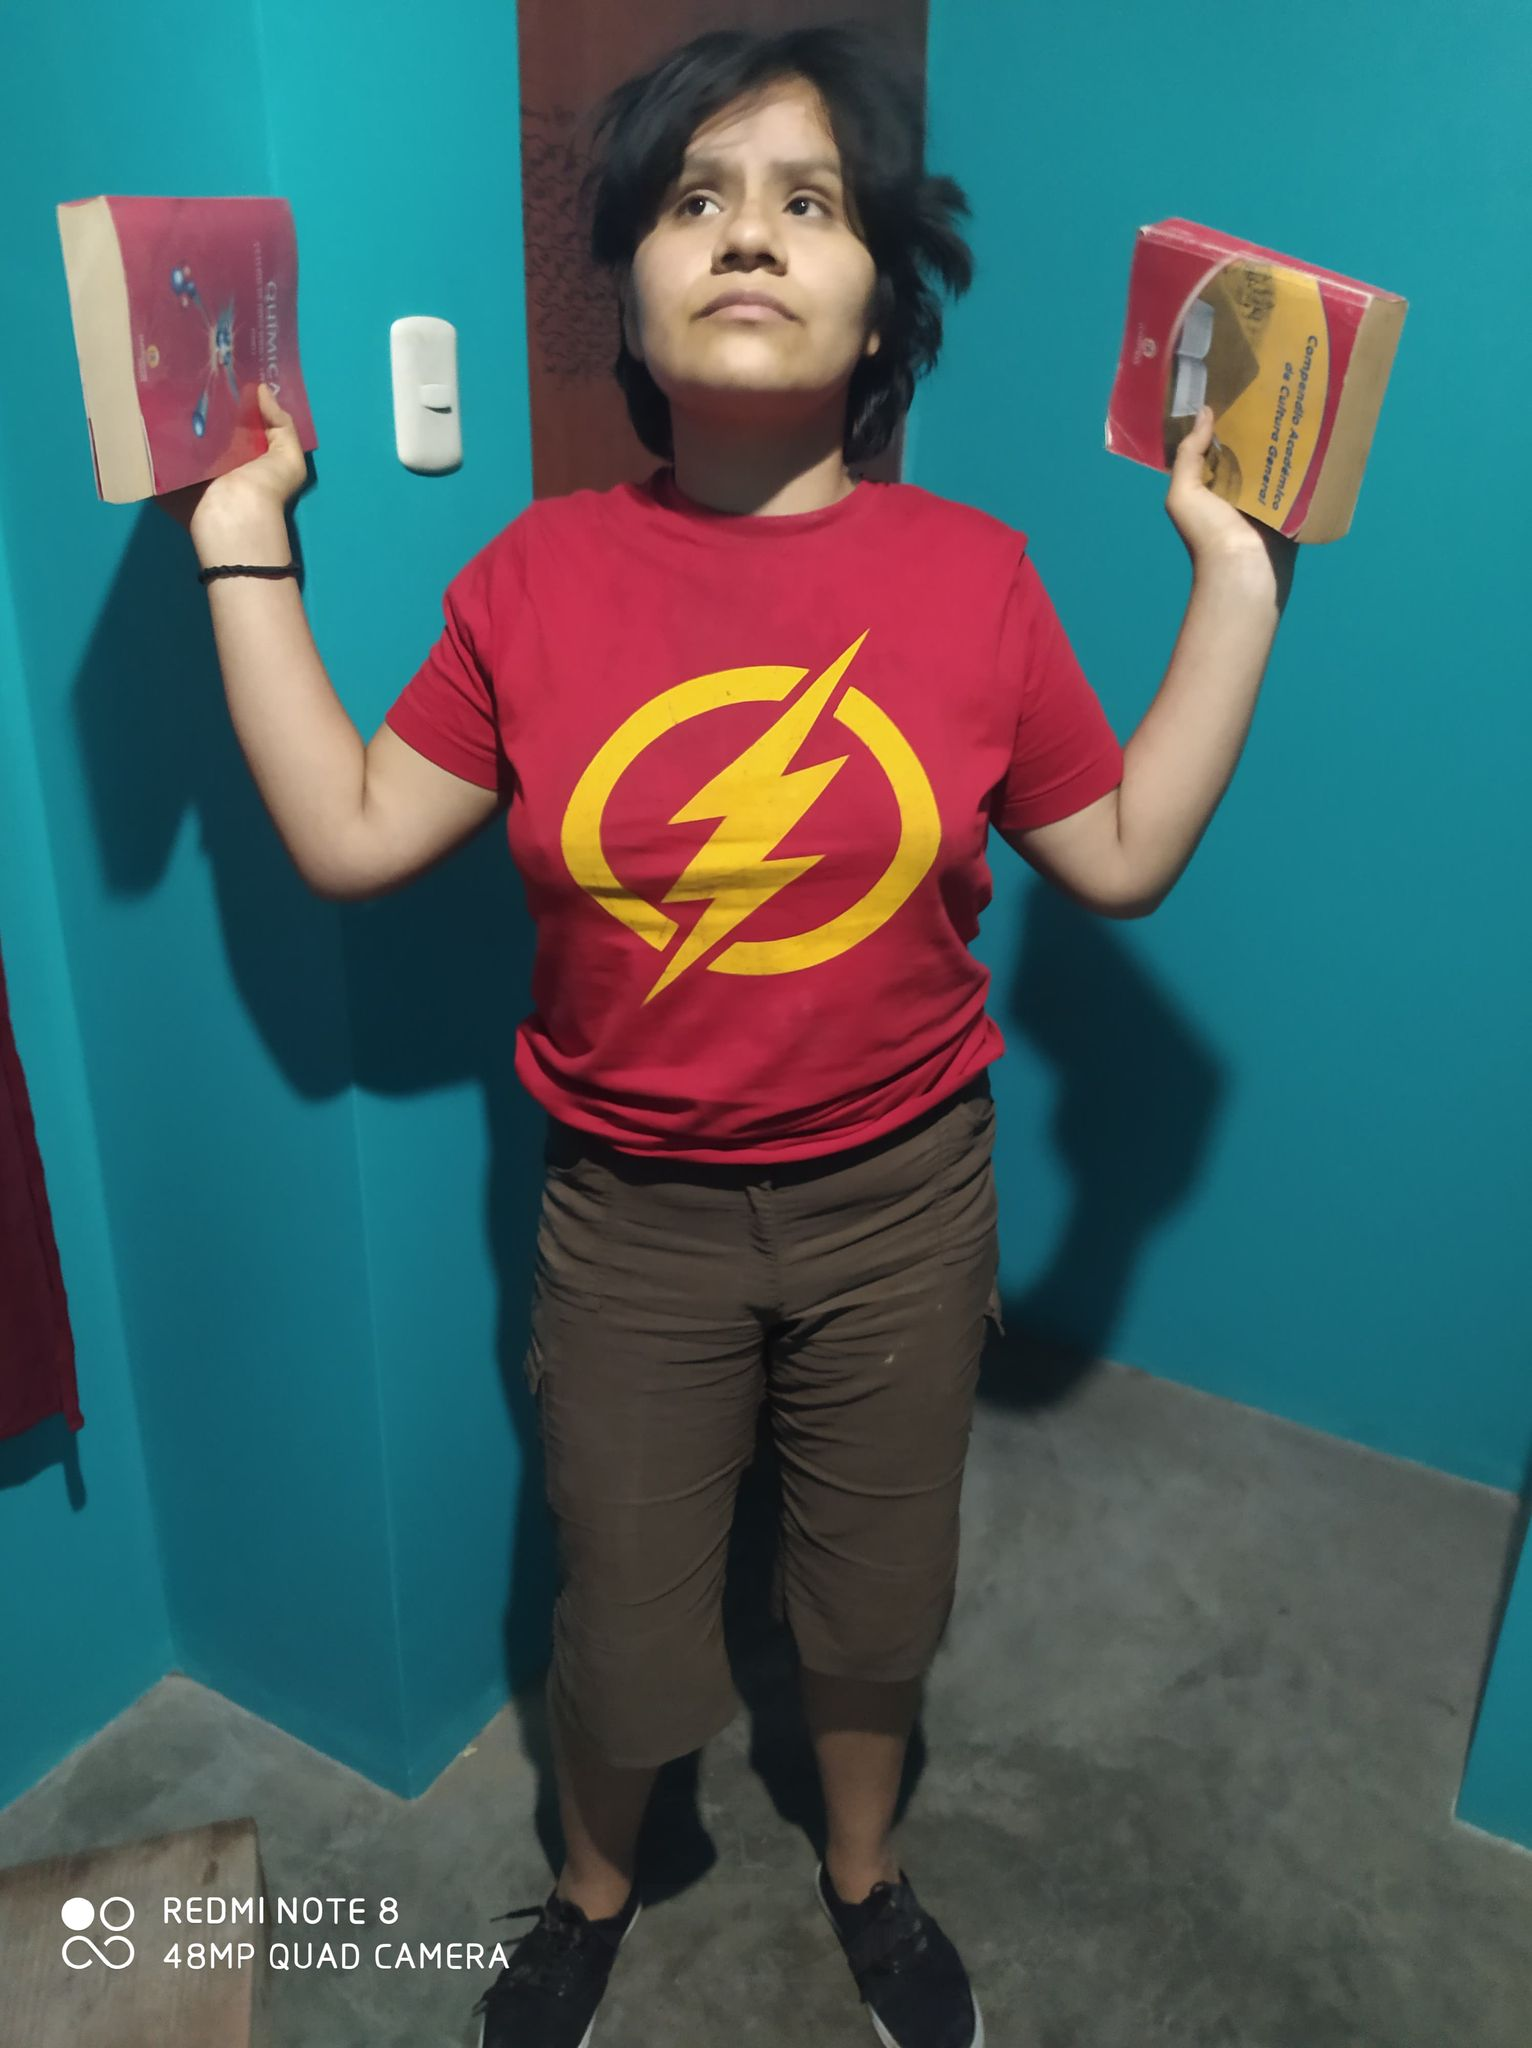 QUIMICA
Compendio Académico
de Cultura General
REDMI NOTE 8
48MP QUAD CAMERA